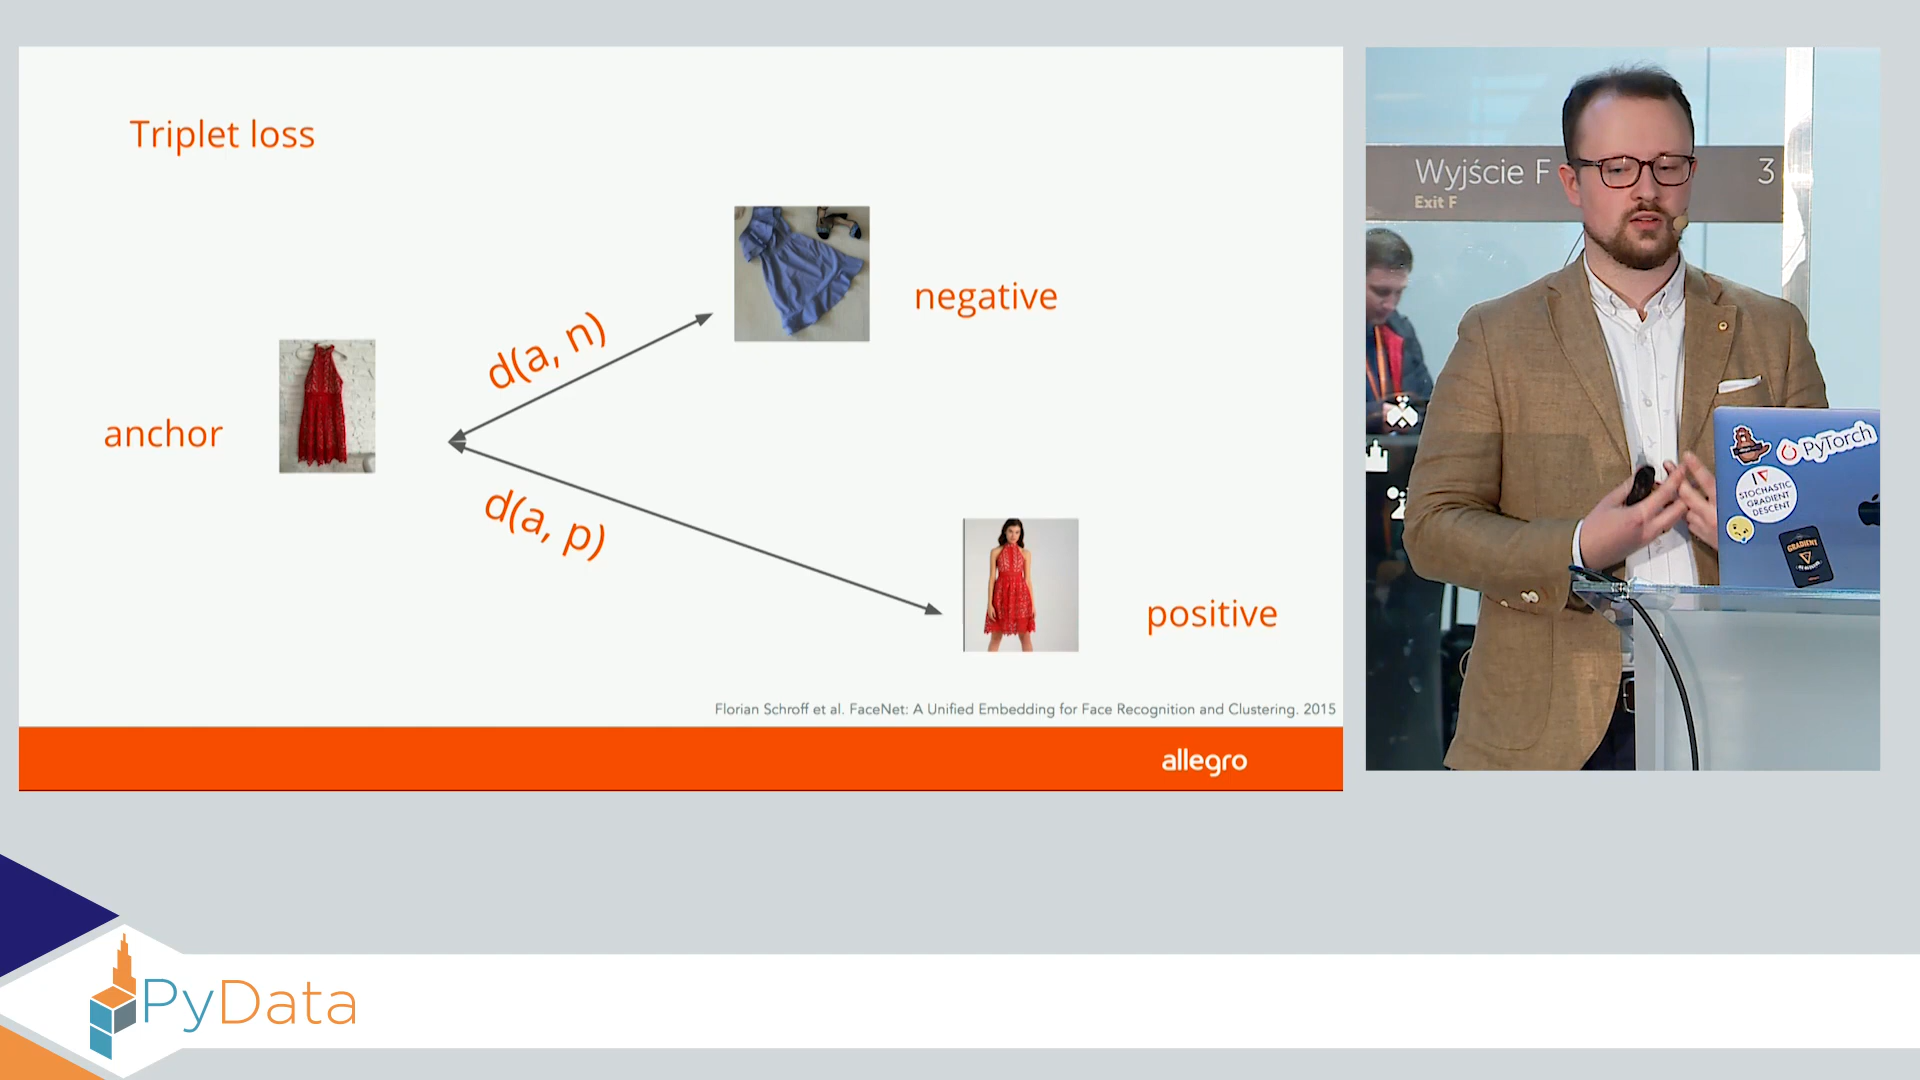 Triplet loss
negative
d(a, n)
anchor
d(a, p)
positive
Florian Schroff et al. FaceNet: A Unified Embedding for Face Recognition and Clustering. 2015
allegro
Wyjście F 3
Exit F
PyTorch
I
STOCHASTIC
GRADIENT
DESCENT
GRADIENT
PyData